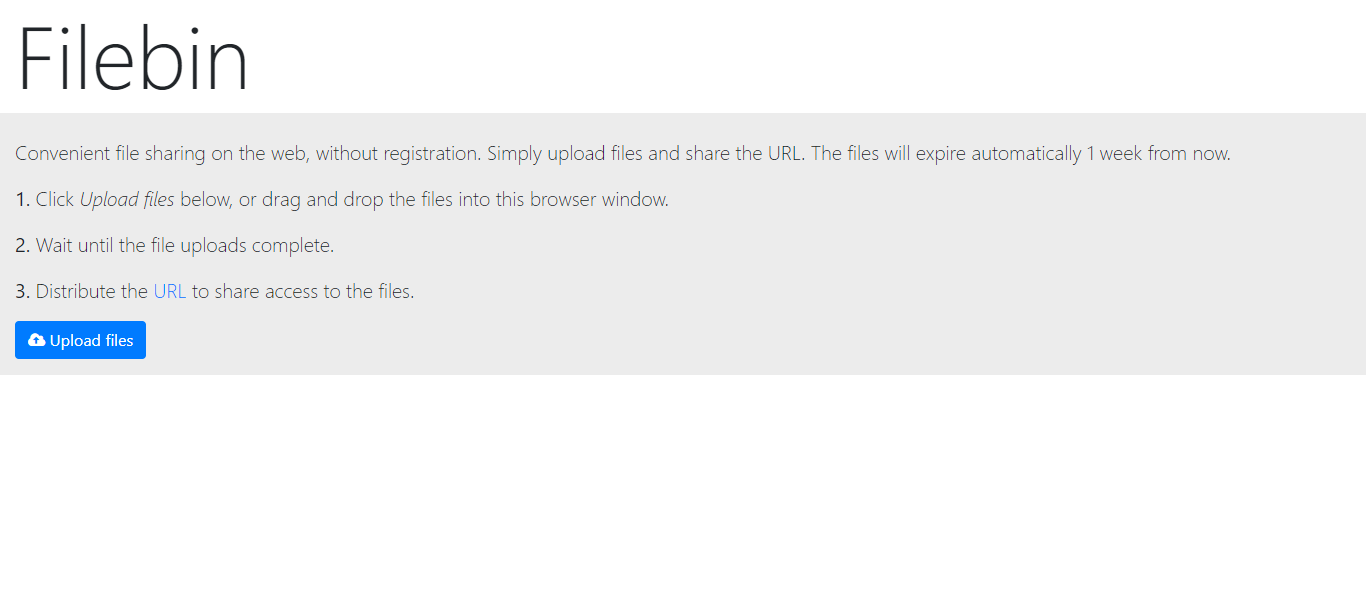 Filebin
Convenient file sharing on the web, without registration. Simply upload files and share the URL. The files will expire automatically 1 week from now.
1. Click Upload files below, or drag and drop the files into this browser window.
2. Wait until the file uploads complete.
3. Distribute the URL to share access to the files.
Upload files